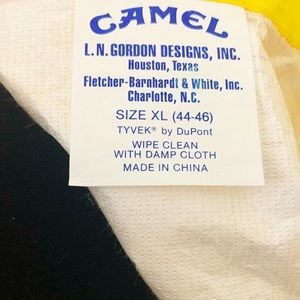 CAMEL
L.N. GORDON DESIGNS, INC.
Houston, Texas
Fletcher-Barnhardt & White, Inc.
Charlotte, N.C.
SIZE XL (44-46)
TYVEK® by DuPont
WIPE CLEAN
WITH DAMP CLOTH
MADE IN CHINA